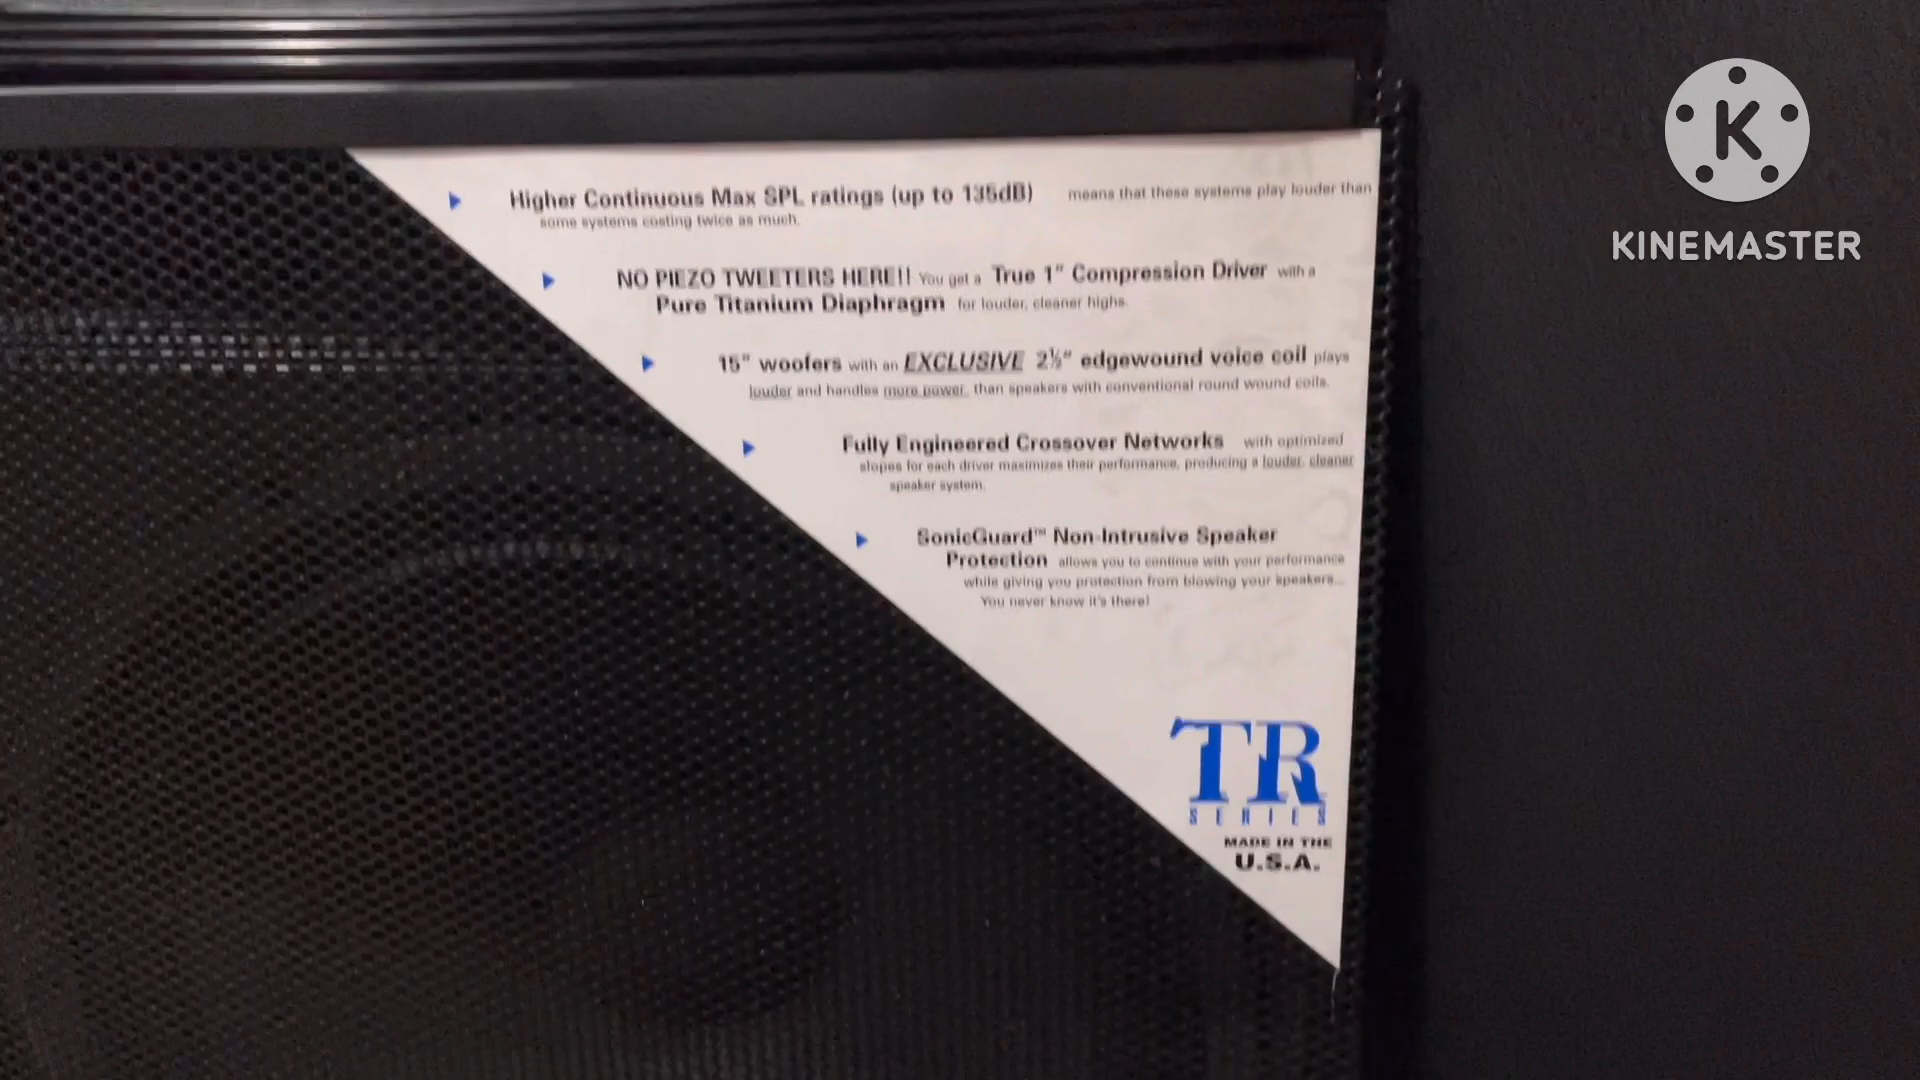 K
KINEMASTER
Higher Continuous Max SPL ratings (up to 135dB) means that these systems play louder than
some systems costing twice as much.
NO PIEZO TWEETERS HERE!! You get a True 1" Compression Driver with a
Pure Titanium Diaphragm for louder, cleaner highs.
15" woofers with an EXCLUSIVE 2½" edgewound voice coil plays
louder and handles more power, than speakers with conventional round wound coils.
Fully Engineered Crossover Networks with optimized
slopes for each driver maximizes their performance, producing a louder, cleaner
speaker system.
SonicGuard™ Non-Intrusive Speaker
Protection allows you to continue with your performance
while giving you protection from blowing your speakers...
You never know it's there!
TR
SERIES
MADE IN THE
U.S.A.